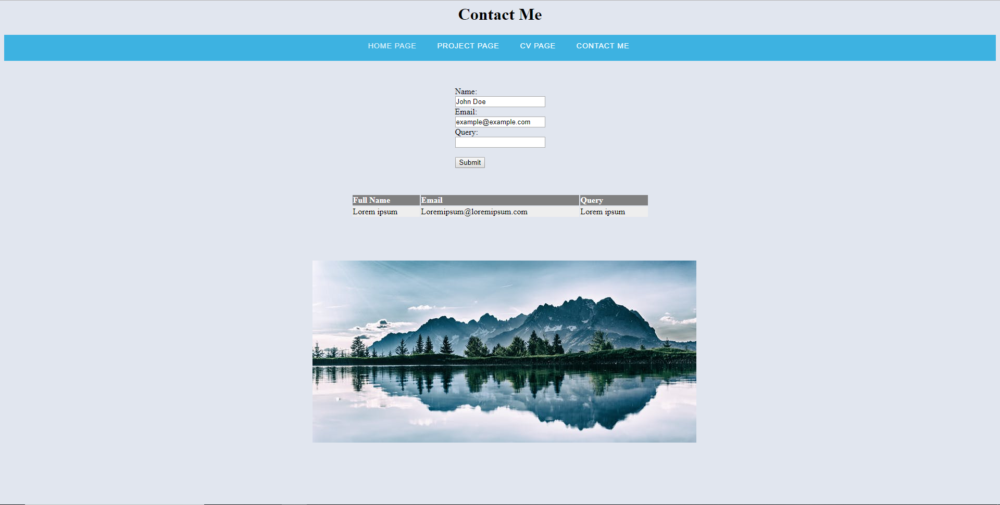 Contact Me
HOME PAGE PROJECT PAGE CV PAGE CONTACT ME
Name:
John Doe
Email:
example@example.com
Query:
Submit
Full Name Email Query
Lorem ipsum Loremipsum@loremipsum.com Lorem ipsum